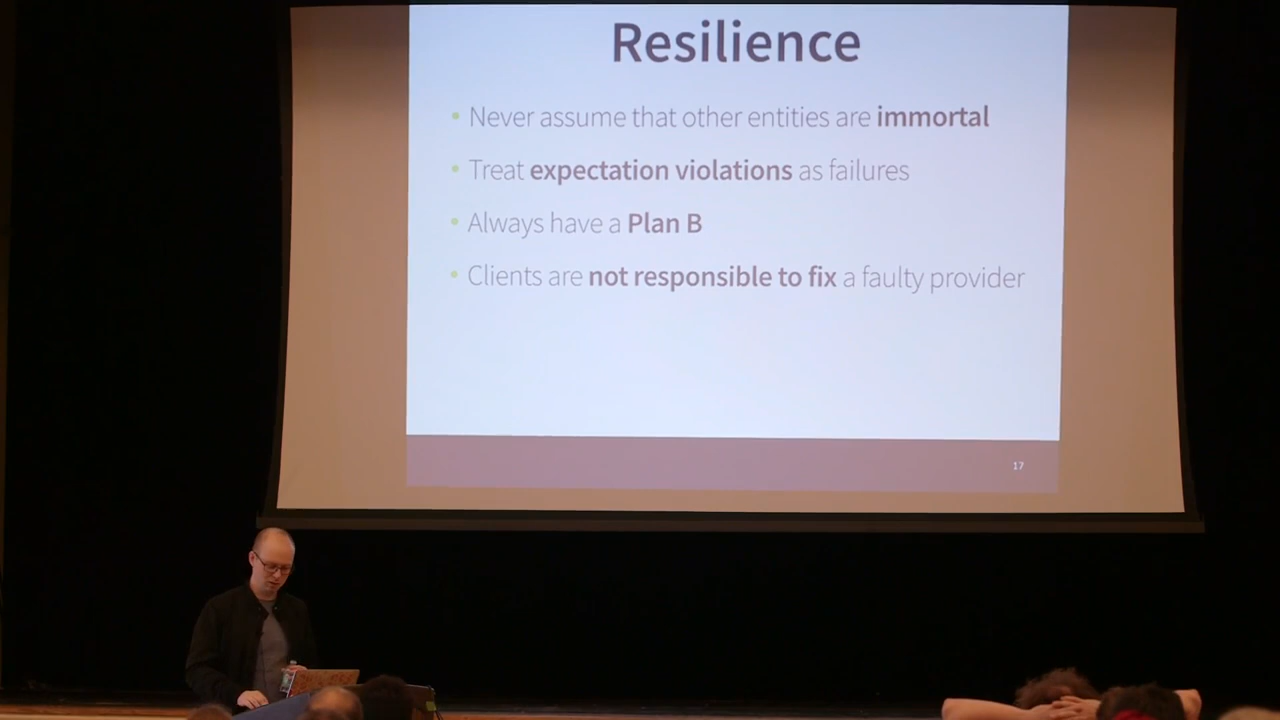 Resilience
• Never assume that other entities are immortal
• Treat expectation violations as failures
• Always have a Plan B
• Clients are not responsible to fix a faulty provider
17